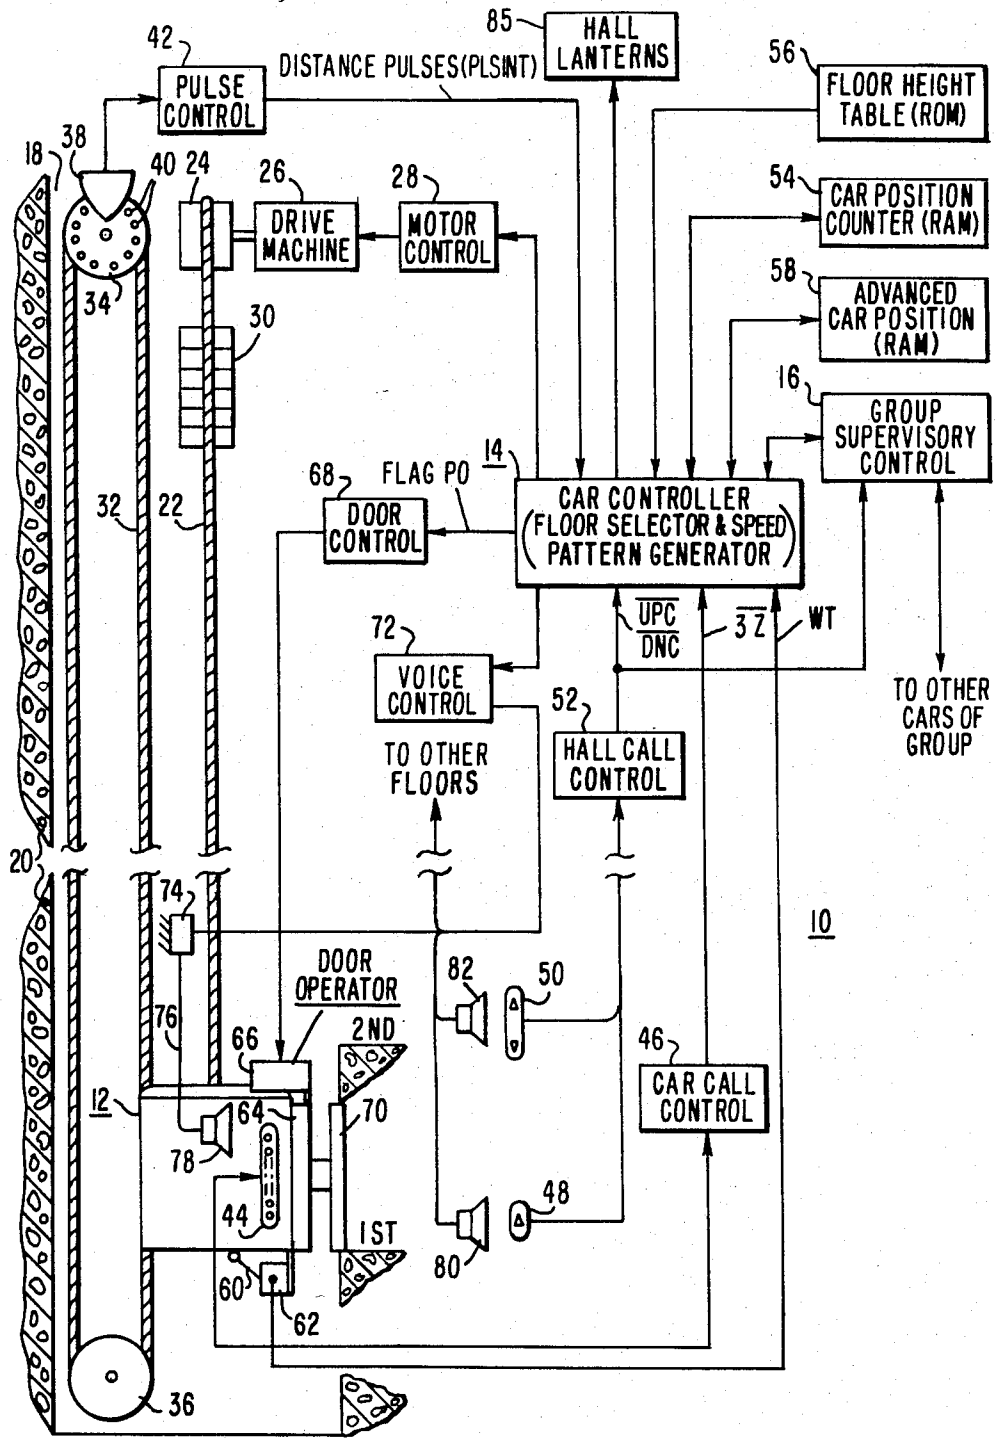 85
HALL
LANTERNS
42
PULSE
CONTROL
DISTANCE PULSES(PLSINT)
56
FLOOR HEIGHT
TABLE (ROM)
38
18
40
24
26
DRIVE
MACHINE
28
MOTOR
CONTROL
54
CAR POSITION
COUNTER (RAM)
34
30
58
ADVANCED
CAR POSITION
(RAM)
16
GROUP
SUPERVISORY
CONTROL
32
22
68
DOOR
CONTROL
FLAG PO
14
CAR CONTROLLER
(FLOOR SELECTOR & SPEED
PATTERN GENERATOR)
UPC
DNC
3Z
WT
72
VOICE
CONTROL
52
HALL CALL
CONTROL
TO OTHER
CARS OF
GROUP
TO OTHER
FLOORS
20
74
10
DOOR
OPERATOR
82
50
76
66
2ND
46
CAR CALL
CONTROL
12
64
70
78
44
1ST
48
80
60
62
36